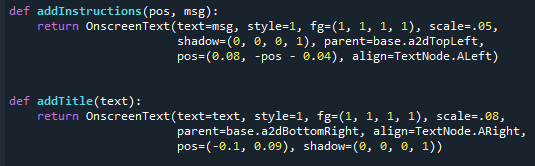 def addInstructions(pos, msg):
    return OnscreenText(text=msg, style=1, fg=(1, 1, 1, 1), scale=.05,
                        shadow=(0, 0, 0, 1), parent=base.a2dTopLeft,
                        pos=(0.08, -pos - 0.04), align=TextNode.ALeft)
def addTitle(text):
    return OnscreenText(text=text, style=1, fg=(1, 1, 1, 1), scale=.08,
                        parent=base.a2dBottomRight, align=TextNode.ARight,
                        pos=(-0.1, 0.09), shadow=(0, 0, 0, 1))